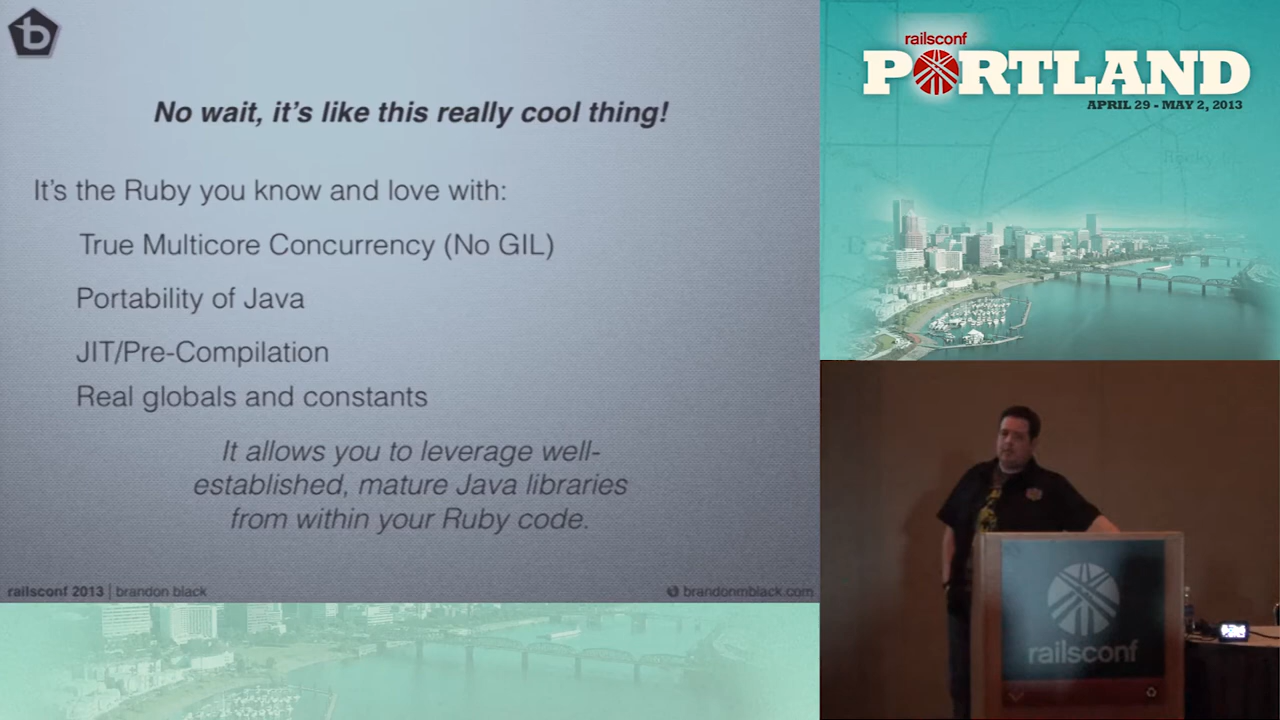 No wait, it's like this really cool thing!
It's the Ruby you know and love with:
True Multicore Concurrency (No GIL)
Portability of Java
JIT/Pre-Compilation
Real globals and constants
It allows you to leverage well-
established, mature Java libraries
from within your Ruby code.
railsconf 2013 | brandon black
brandonmblack.com
railsconf
PORTLAND
APRIL 29 - MAY 2, 2013
railsconf